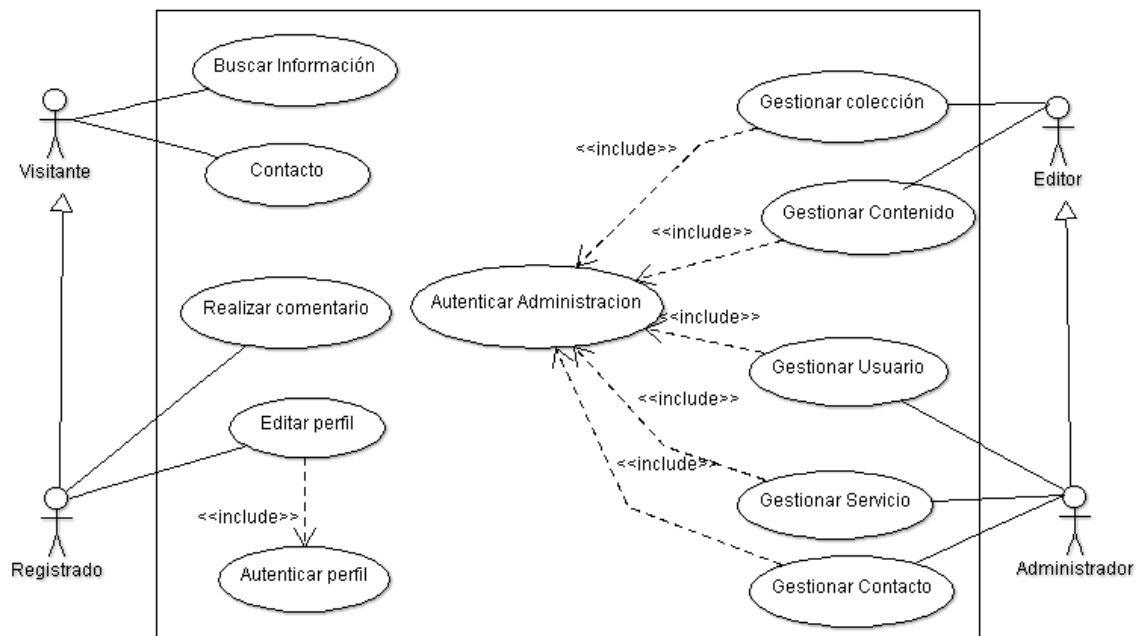 Buscar Información
Gestionar colección
<<include>>
Visitante
Contacto
Editor
Gestionar Contenido
<<include>>
Realizar comentario
Autenticar Administracion
<<include>>
Gestionar Usuario
<<include>>
Editar perfil
<<include>>
Gestionar Servicio
<<include>>
Registrado
Autenticar perfil
Gestionar Contacto
Administrador